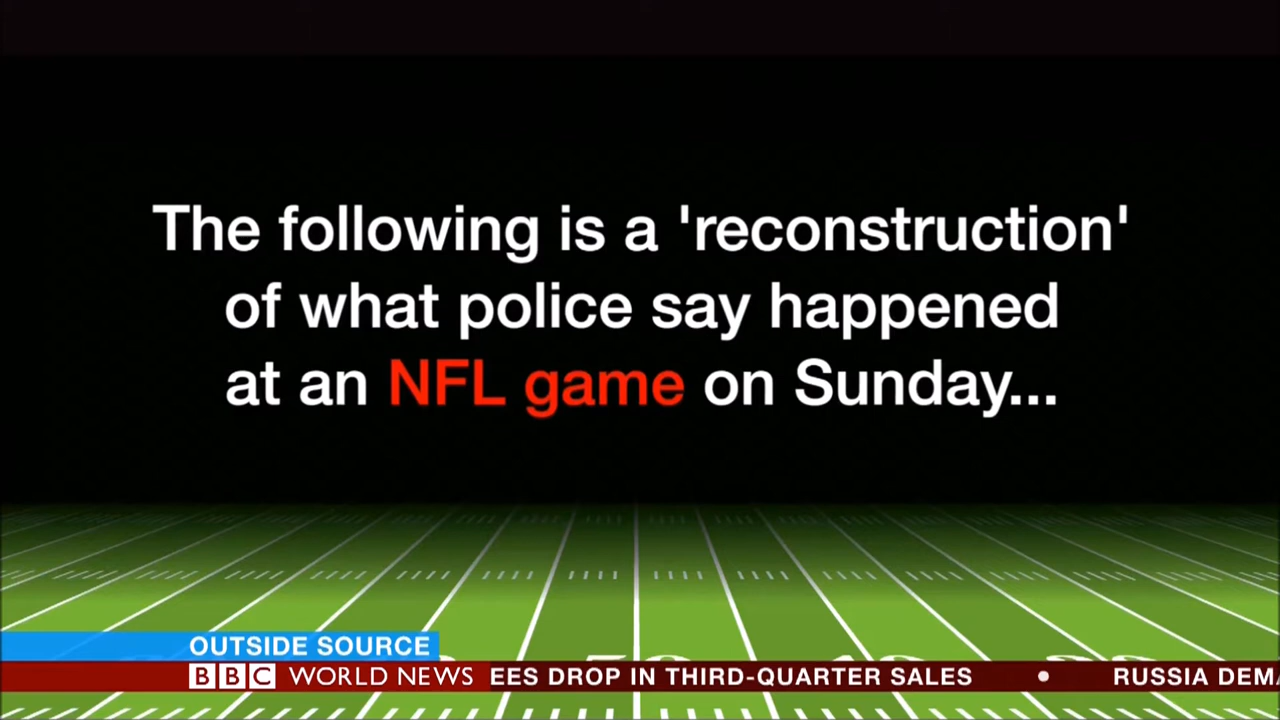 The following is a 'reconstruction'
of what police say happened
at an NFL game on Sunday...
OUTSIDE SOURCE
BBC WORLD NEWS EES DROP IN THIRD-QUARTER SALES • RUSSIA DEMA